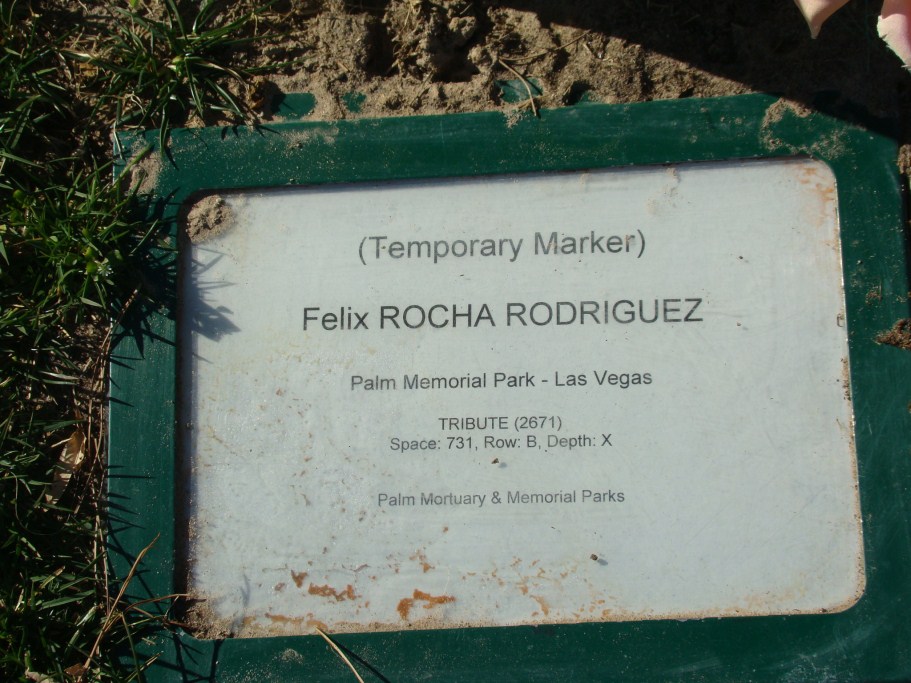 (Temporary Marker)
Felix ROCHA RODRIGUEZ
Palm Memorial Park - Las Vegas
TRIBUTE (2671)
Space: 731, Row: B, Depth: X
Palm Mortuary & Memorial Parks